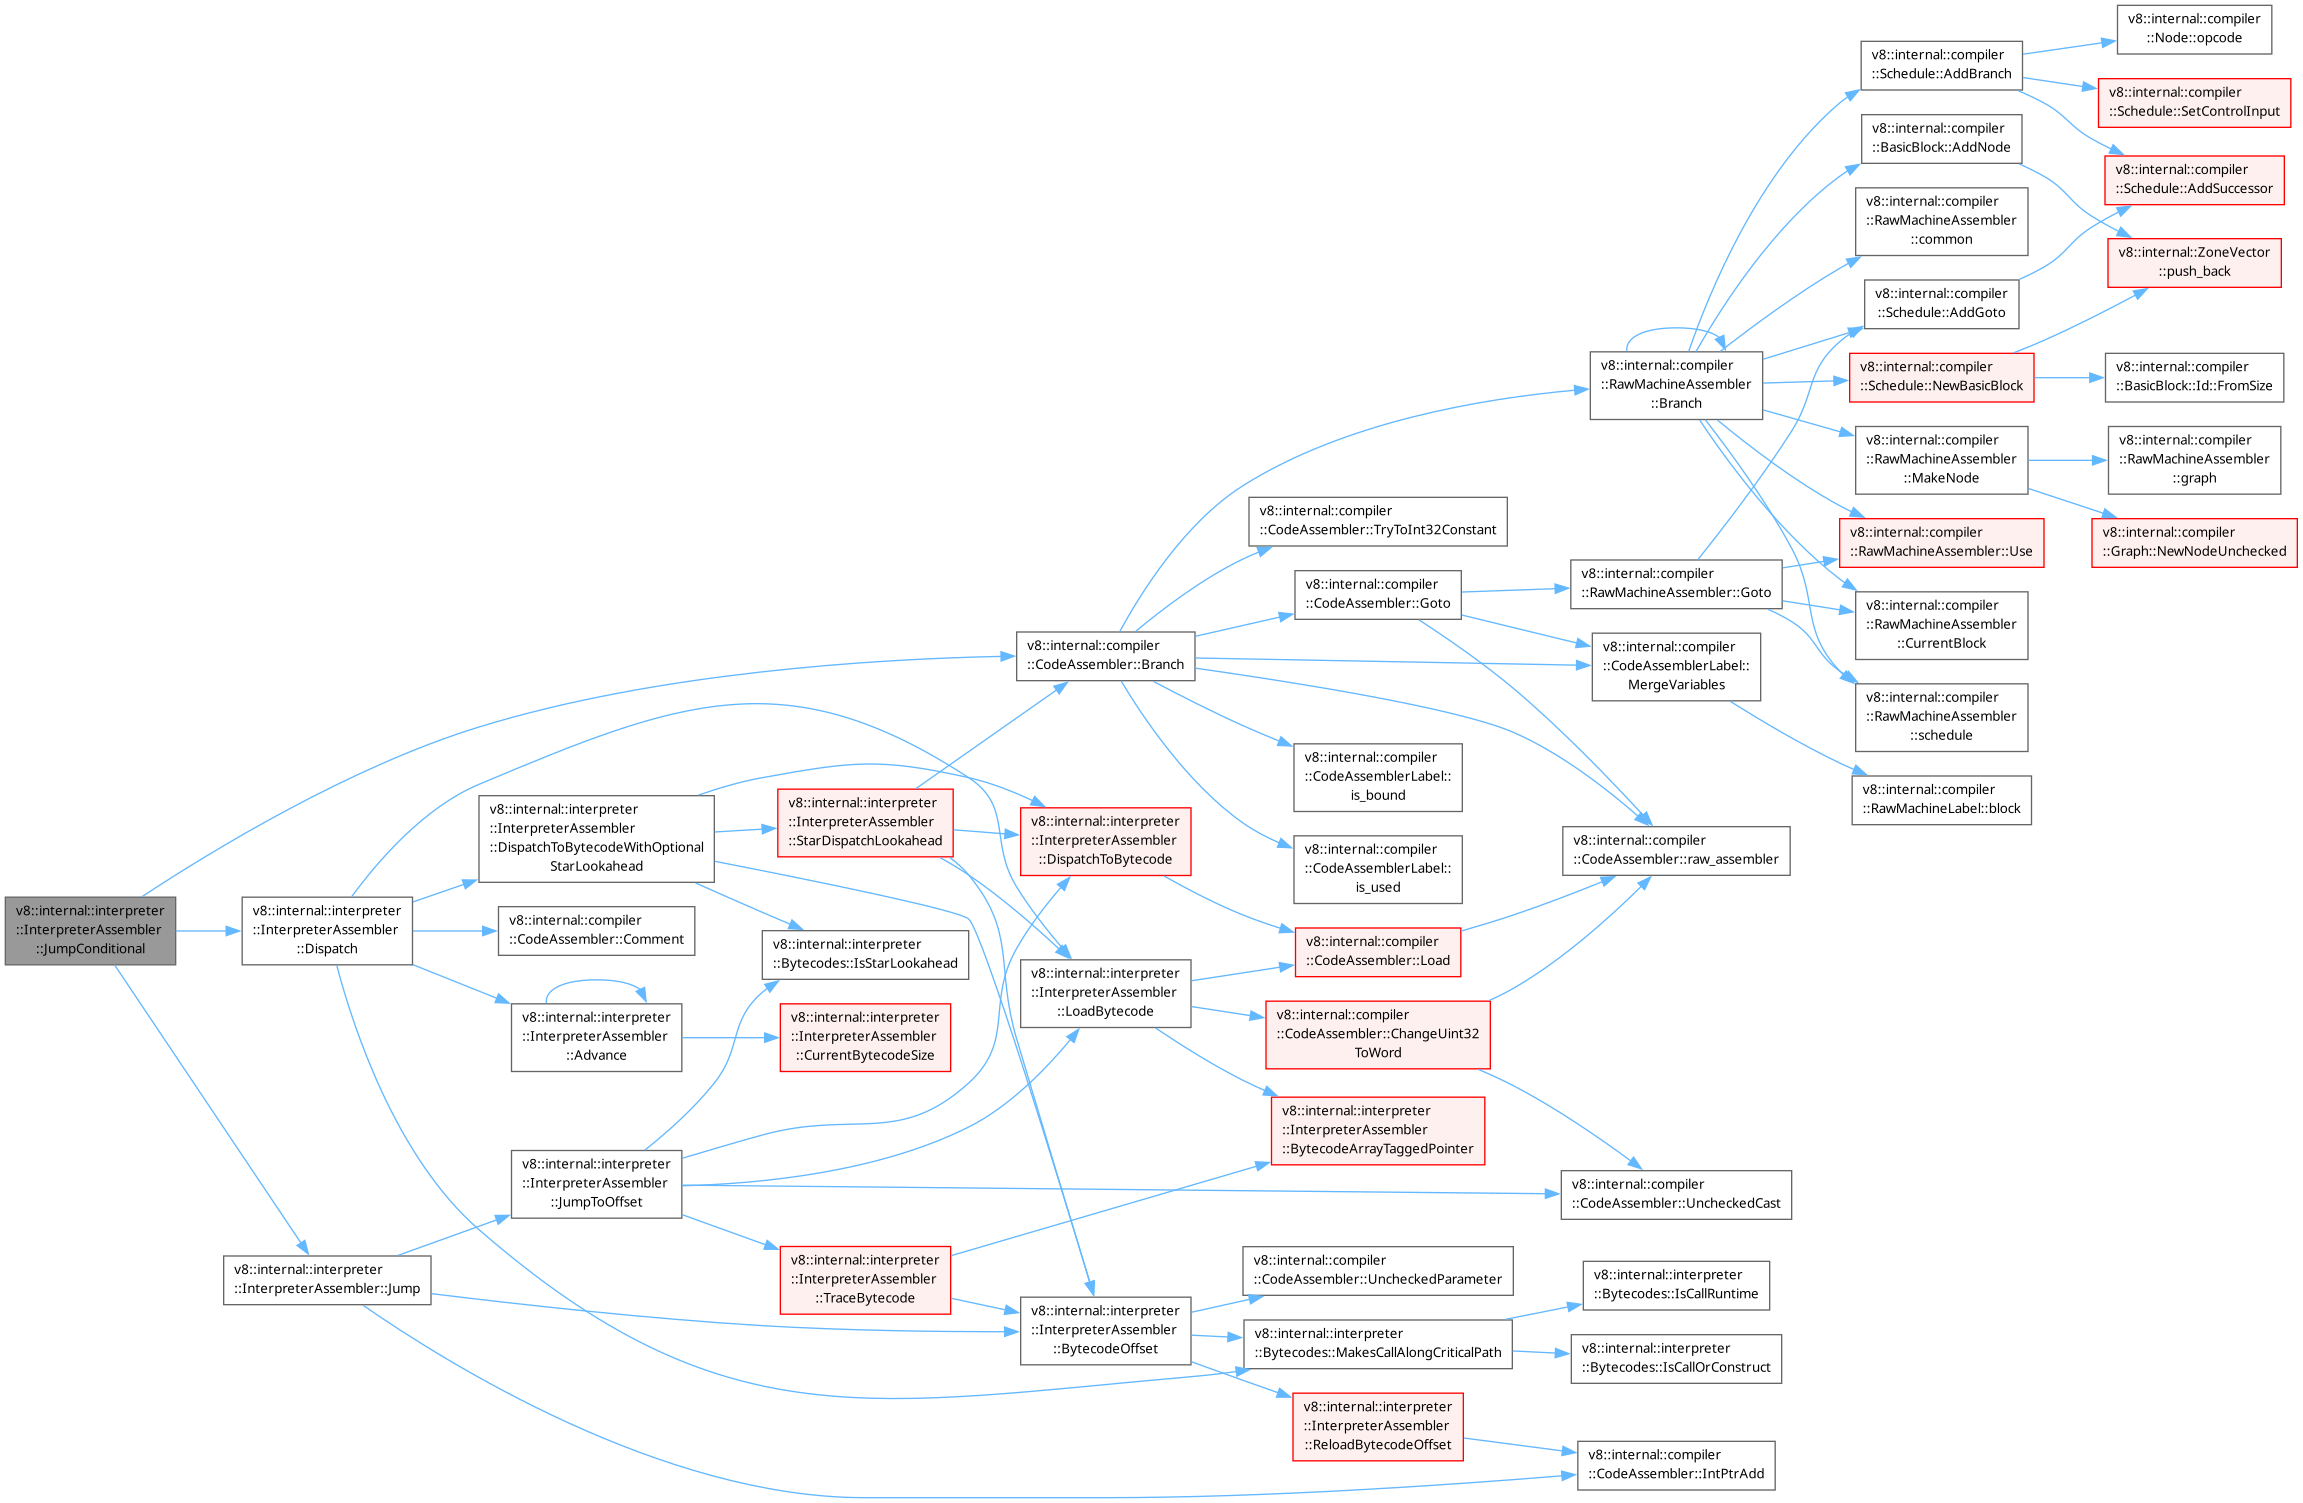 v8::internal::interpreter
::InterpreterAssembler
::JumpConditional
v8::internal::interpreter
::InterpreterAssembler
::Dispatch
v8::internal::interpreter
::InterpreterAssembler::Jump
v8::internal::interpreter
::InterpreterAssembler
::DispatchToBytecodeWithOptional
StarLookahead
v8::internal::compiler
::CodeAssembler::Comment
v8::internal::interpreter
::InterpreterAssembler
::Advance
v8::internal::interpreter
::InterpreterAssembler
::JumpToOffset
v8::internal::interpreter
::InterpreterAssembler
::StarDispatchLookahead
v8::internal::interpreter
::Bytecodes::IsStarLookahead
v8::internal::interpreter
::InterpreterAssembler
::CurrentBytecodeSize
v8::internal::interpreter
::InterpreterAssembler
::TraceBytecode
v8::internal::compiler
::CodeAssembler::Branch
v8::internal::interpreter
::InterpreterAssembler
::DispatchToBytecode
v8::internal::interpreter
::InterpreterAssembler
::LoadBytecode
v8::internal::interpreter
::InterpreterAssembler
::BytecodeOffset
v8::internal::compiler
::CodeAssembler::TryToInt32Constant
v8::internal::compiler
::CodeAssembler::Goto
v8::internal::compiler
::CodeAssemblerLabel::
is_bound
v8::internal::compiler
::CodeAssemblerLabel::
is_used
v8::internal::compiler
::CodeAssembler::Load
v8::internal::compiler
::CodeAssembler::ChangeUint32
ToWord
v8::internal::interpreter
::InterpreterAssembler
::BytecodeArrayTaggedPointer
v8::internal::compiler
::CodeAssembler::UncheckedParameter
v8::internal::interpreter
::Bytecodes::MakesCallAlongCriticalPath
v8::internal::interpreter
::InterpreterAssembler
::ReloadBytecodeOffset
v8::internal::compiler
::RawMachineAssembler
::Branch
v8::internal::compiler
::RawMachineAssembler::Goto
v8::internal::compiler
::CodeAssemblerLabel::
MergeVariables
v8::internal::compiler
::CodeAssembler::raw_assembler
v8::internal::compiler
::CodeAssembler::UncheckedCast
v8::internal::interpreter
::Bytecodes::IsCallRuntime
v8::internal::interpreter
::Bytecodes::IsCallOrConstruct
v8::internal::compiler
::CodeAssembler::IntPtrAdd
v8::internal::compiler
::Schedule::AddBranch
v8::internal::compiler
::BasicBlock::AddNode
v8::internal::compiler
::RawMachineAssembler
::common
v8::internal::compiler
::Schedule::AddGoto
v8::internal::compiler
::Schedule::NewBasicBlock
v8::internal::compiler
::RawMachineAssembler
::MakeNode
v8::internal::compiler
::RawMachineAssembler::Use
v8::internal::compiler
::RawMachineAssembler
::CurrentBlock
v8::internal::compiler
::RawMachineAssembler
::schedule
v8::internal::compiler
::RawMachineLabel::block
v8::internal::compiler
::Node::opcode
v8::internal::compiler
::Schedule::SetControlInput
v8::internal::compiler
::Schedule::AddSuccessor
v8::internal::ZoneVector
::push_back
v8::internal::compiler
::BasicBlock::Id::FromSize
v8::internal::compiler
::RawMachineAssembler
::graph
v8::internal::compiler
::Graph::NewNodeUnchecked